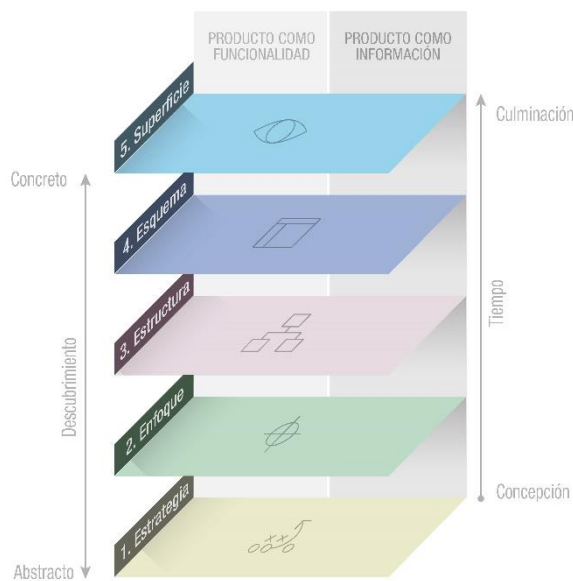 PRODUCTO COMO
FUNCIONALIDAD
PRODUCTO COMO
INFORMACIÓN
5. Superficie
Culminación
Concreto
4. Esquema
3. Estructura
Tiempo
Descubrimiento
2. Enfoque
Concepción
1. Estrategia
Abstracto